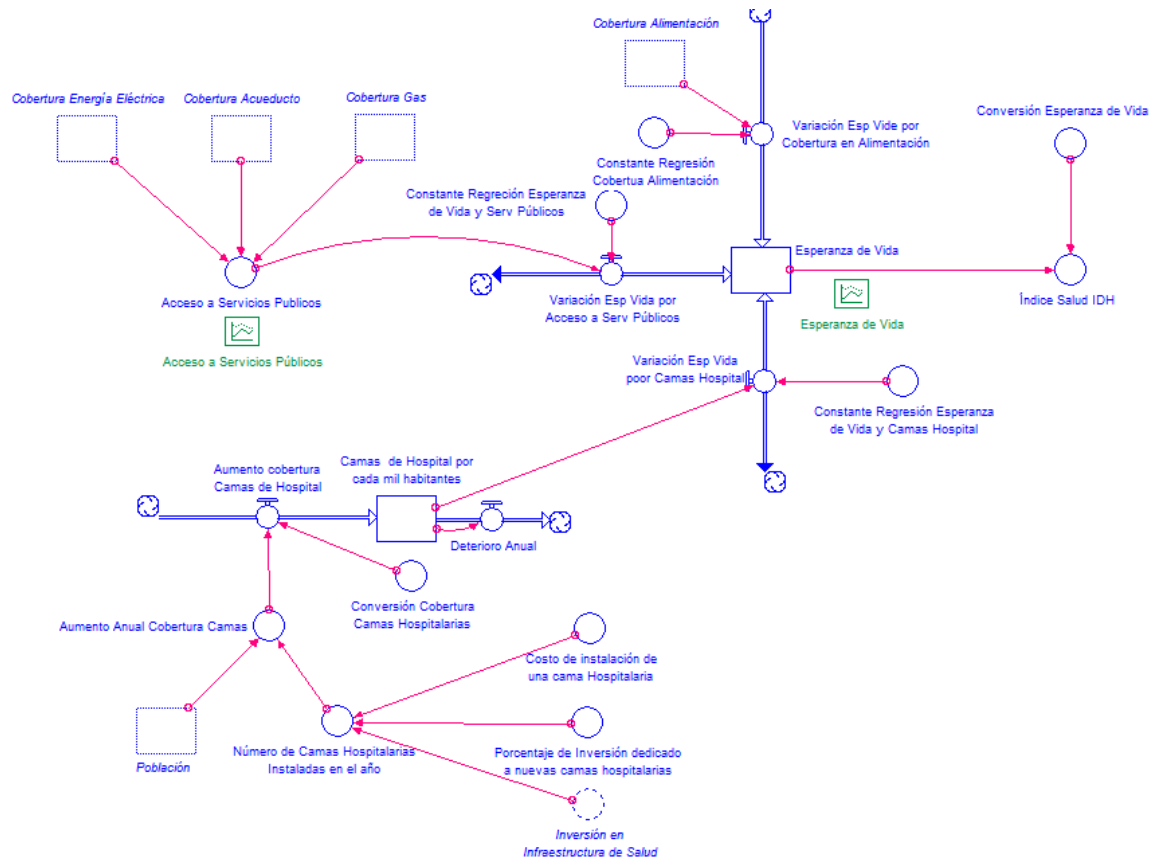 Cobertura Alimentación
Cobertura Energía Eléctrica
Cobertura Acueducto
Cobertura Gas
Variación Esp Vide por
Cobertura en Alimentación
Conversión Esperanza de Vida
Constante Regresión
Cobertua Alimentación
Constante Regreción Esperanza
de Vida y Serv Públicos
Esperanza de Vida
Acceso a Servicios Publicos
Variación Esp Vida por
Acceso a Serv Públicos
Índice Salud IDH
Esperanza de Vida
Acceso a Servicios Públicos
Variación Esp Vida
poor Camas Hospital
Constante Regresión Esperanza
de Vida y Camas Hospital
Aumento cobertura
Camas de Hospital
Camas de Hospital por
cada mil habitantes
Deterioro Anual
Conversión Cobertura
Camas Hospitalarias
Aumento Anual Cobertura Camas
Costo de instalación de
una cama Hospitalaria
Número de Camas Hospitalarias
Instaladas en el año
Porcentaje de Inversión dedicado
a nuevas camas hospitalarias
Población
Inversión en
Infraestructura de Salud